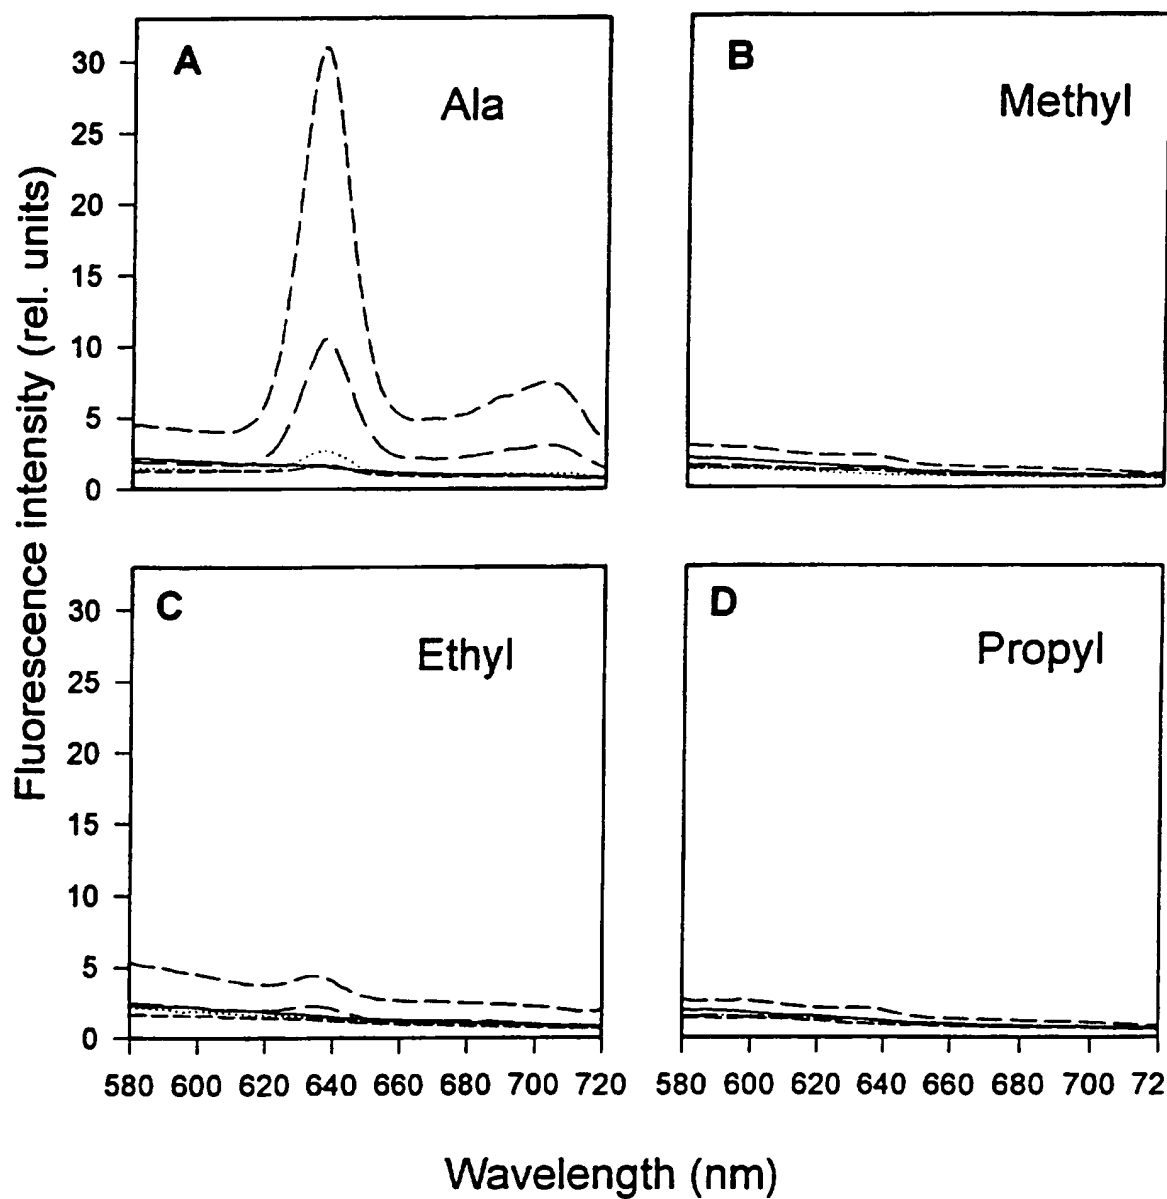 Fluorescence intensity (rel. units)
A
Ala
30
25
20
15
10
5
0
B
Methyl
C
Ethyl
30
25
20
15
10
5
0
580 600 620 640 660 680 700 720
D
Propyl
580 600 620 640 660 680 700 72
Wavelength (nm)